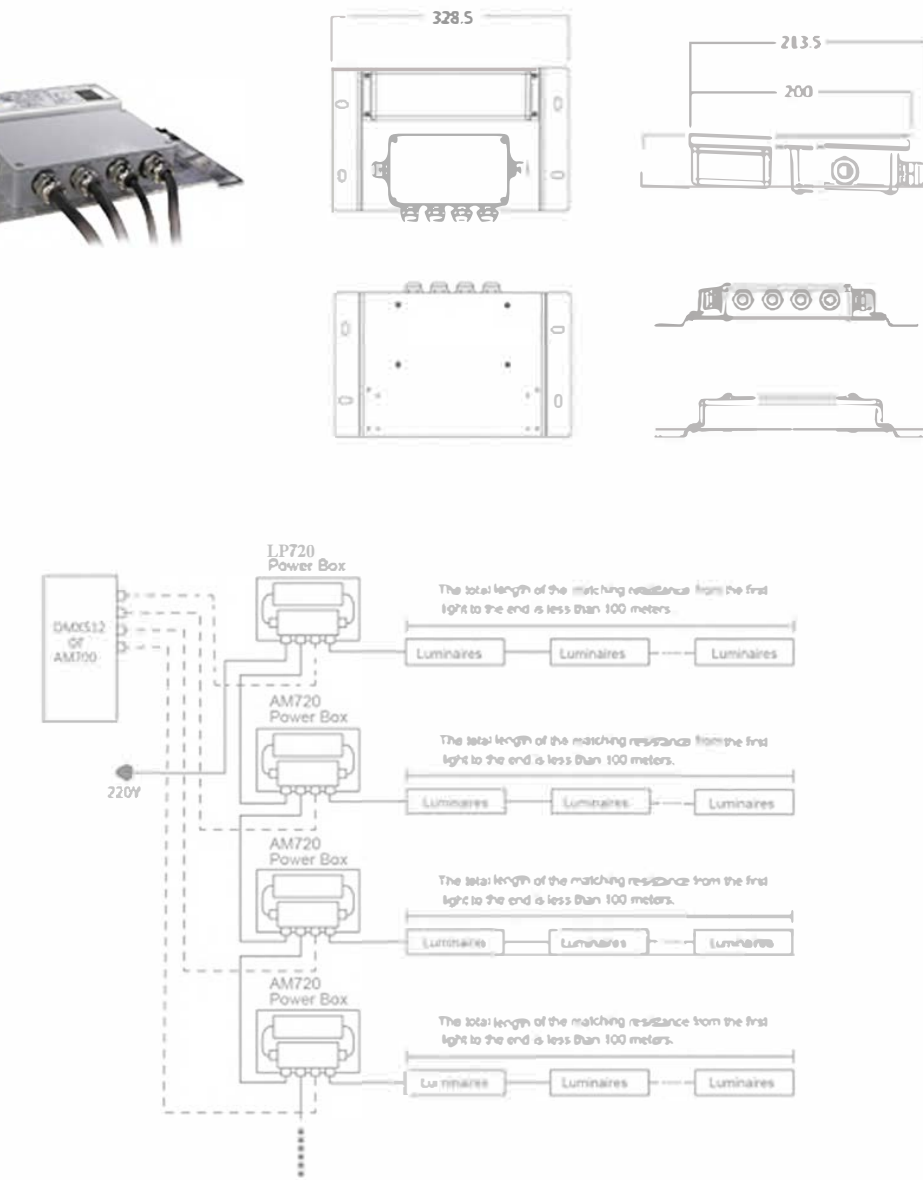 328.5
213.5
200
LP720
Power Box
The total length of the matching resistance from the first
light to the end is less than 100 meters.
DMX512
or
AM700
Luminaires Luminaires Luminaires
AM720
Power Box
The total length of the matching resistance from the first
light to the end is less than 100 meters.
220V
Luminaires Luminaires Luminaires
AM720
Power Box
The total length of the matching resistance from the first
light to the end is less than 100 meters.
Luminaires Luminaires Luminaires
AM720
Power Box
The total length of the matching resistance from the first
light to the end is less than 100 meters.
Luminaires Luminaires Luminaires